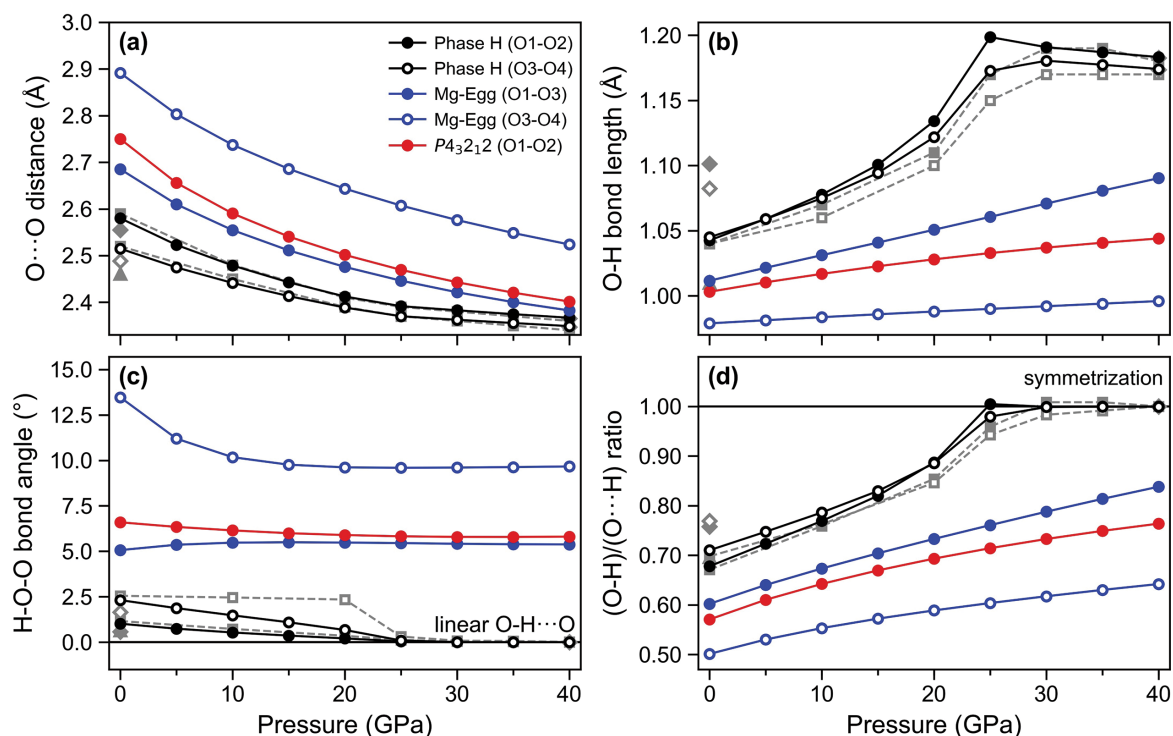 (a)
3.0
2.9
2.8
2.7
2.6
2.5
2.4
O···O distance (Å)
Phase H (O1-O2)
Phase H (O3-O4)
Mg-Egg (O1-O3)
Mg-Egg (O3-O4)
P4₃2₁2 (O1-O2)
(b)
1.20
1.15
1.10
1.05
1.00
O-H bond length (Å)
(c)
15.0
12.5
10.0
7.5
5.0
2.5
0.0
H-O-O bond angle (°)
linear O-H···O
0
10
20
30
40
Pressure (GPa)
(d)
symmetrization
1.00
0.90
0.80
0.70
0.60
0.50
(O-H)/(O···H) ratio
0
10
20
30
40
Pressure (GPa)